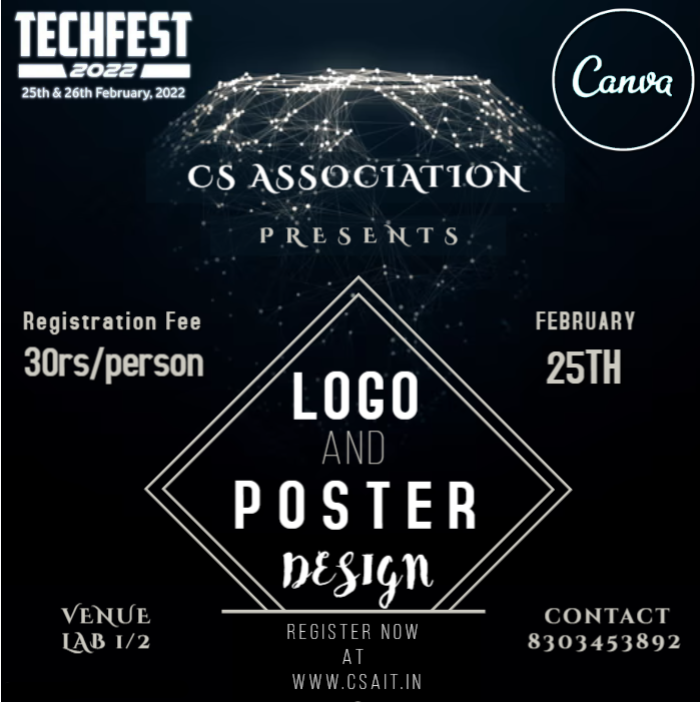 TECHFEST
2022
25th & 26th February, 2022
Canva
CS ASSOCIATION
PRESENTS
Registration Fee
30rs/person
FEBRUARY
25TH
LOGO
AND
POSTER
DESIGN
VENUE
LAB 1/2
CONTACT
8303453892
REGISTER NOW
AT
WWW.CSAIT.IN